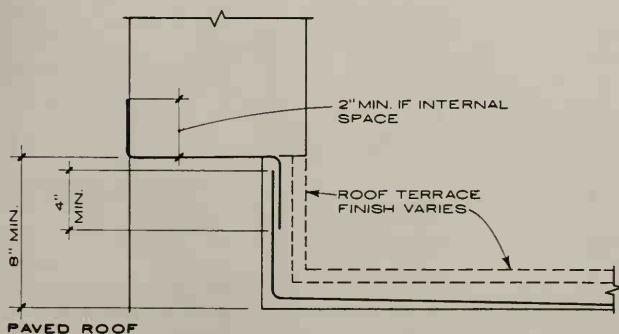 2" MIN. IF INTERNAL
SPACE
ROOF TERRACE
FINISH VARIES
4"
MIN.
8" MIN.
PAVED ROOF